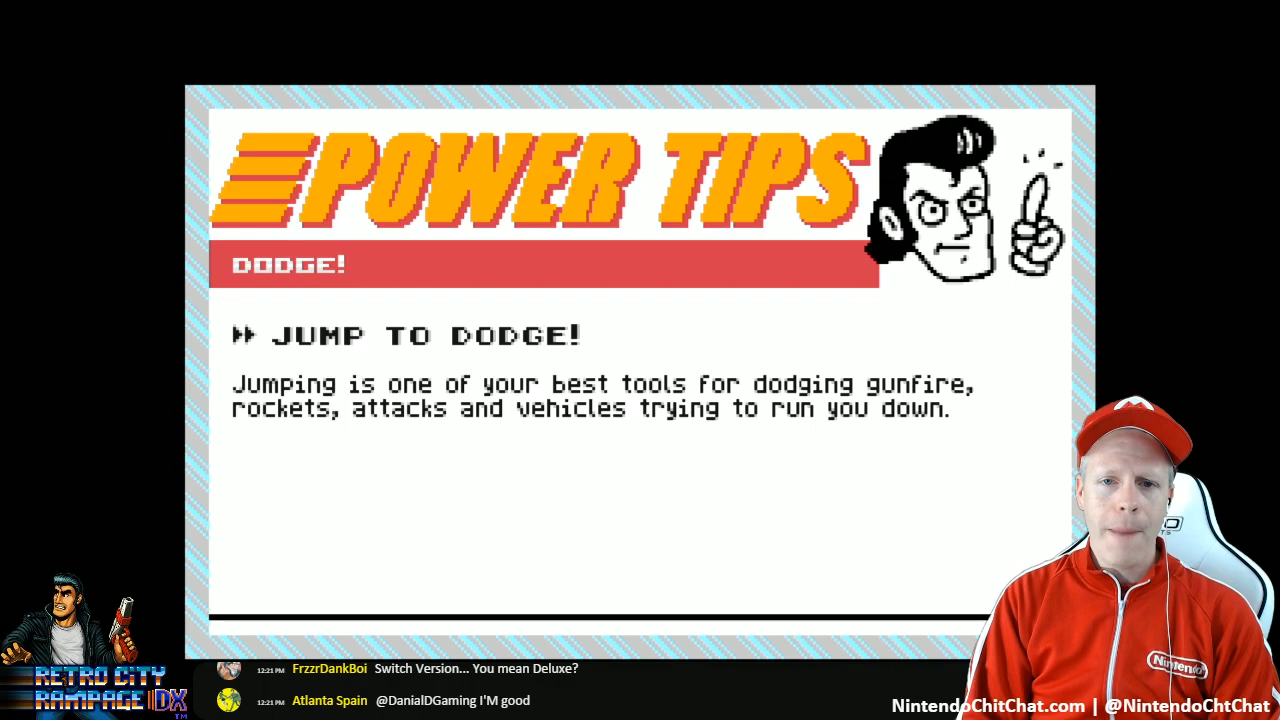 POWER TIPS
DODGE!
JUMP TO DODGE!
Jumping is one of your best tools for dodging gunfire,
rockets, attacks and vehicles trying to run you down.
Nintendo
RETRO CITY
RAMPAGE DX
TM
12:21 PM FrzzrDankBoi Switch Version... You mean Deluxe?
12:21 PM Atlanta Spain @DanialDGaming I'M good
NintendoChitChat.com | @NintendoChtChat